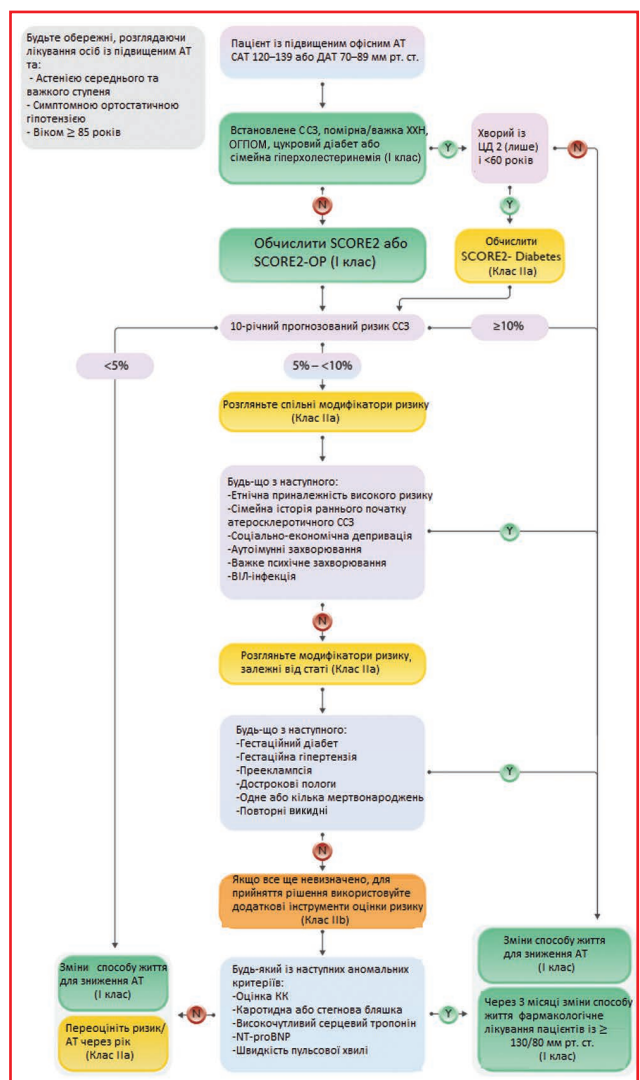 Будьте обережні, розглядаючи
лікування осіб із підвищеним АТ
та:
- Астенією середнього та
важкого ступеня
- Симптомною ортостатичною
гіпотензією
- Віком ≥ 85 років
Пацієнт із підвищеним офісним АТ
САТ 120–139 або ДАТ 70–89 мм рт. ст.
Встановлене ССЗ, помірна/важка ХХН,
ОГПОМ, цукровий діабет або
сімейна гіперхолестеринемія (І клас)
Y
Хворий із
ЦД 2 (лише)
і <60 років
N
N
Y
Обчислити SCORE2 або
SCORE2-OP (І клас)
Обчислити
SCORE2- Diabetes
(Клас ІІа)
10-річний прогнозований ризик ССЗ
≥10%
<5%
5% – <10%
Розгляньте спільні модифікатори ризику
(Клас ІІа)
Будь-що з наступного:
-Етнічна приналежність високого ризику
-Сімейна історія раннього початку
атеросклеротичного ССЗ
-Соціально-економічна депривація
-Аутоімунні захворювання
-Важке психічне захворювання
-ВІЛ-інфекція
Y
N
Розгляньте модифікатори ризику,
залежні від статі (Клас ІІа)
Будь-що з наступного:
-Гестаційний діабет
-Гестаційна гіпертензія
-Прееклампсія
-Дострокові пологи
-Одне або кілька мертвонароджень
-Повторні викидні
Y
N
Якщо все ще невизначено, для
прийняття рішення використовуйте
додаткові інструменти оцінки ризику
(Клас ІІb)
Будь-який із наступних аномальних
критеріїв:
-Оцінка КК
-Каротидна або стегнова бляшка
-Високочутливий серцевий тропонін
-NT-proBNP
-Швидкість пульсової хвилі
N
Y
Зміни способу життя
для зниження АТ
(І клас)
Переоцініть ризик/
АТ через рік
(Клас ІІа)
Зміни способу життя
для зниження АТ
(І клас)
Через 3 місяці зміни способу
життя фармакологічне
лікування пацієнтів із ≥
130/80 мм рт. ст.
(І клас)